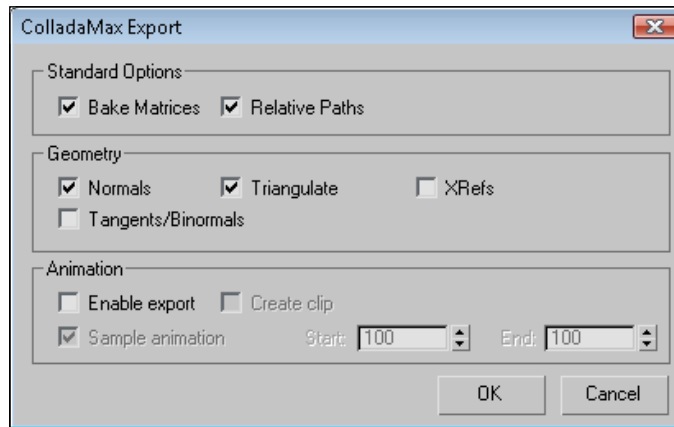 ColladaMax Export
Standard Options
Bake Matrices Relative Paths
Geometry
Normals Triangulate XRefs
Tangents/Binormals
Animation
Enable export Create clip
Sample animation Start: 100 End: 100
OK Cancel